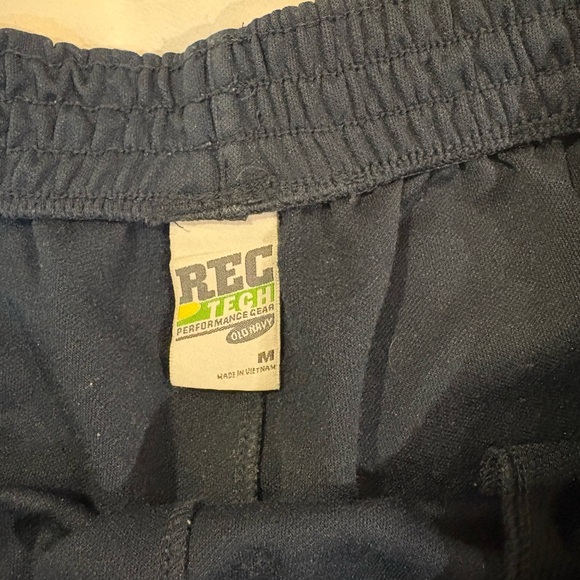 REC
TECH
PERFORMANCE GEAR
OLD NAVY
M
MADE IN VIETNAM